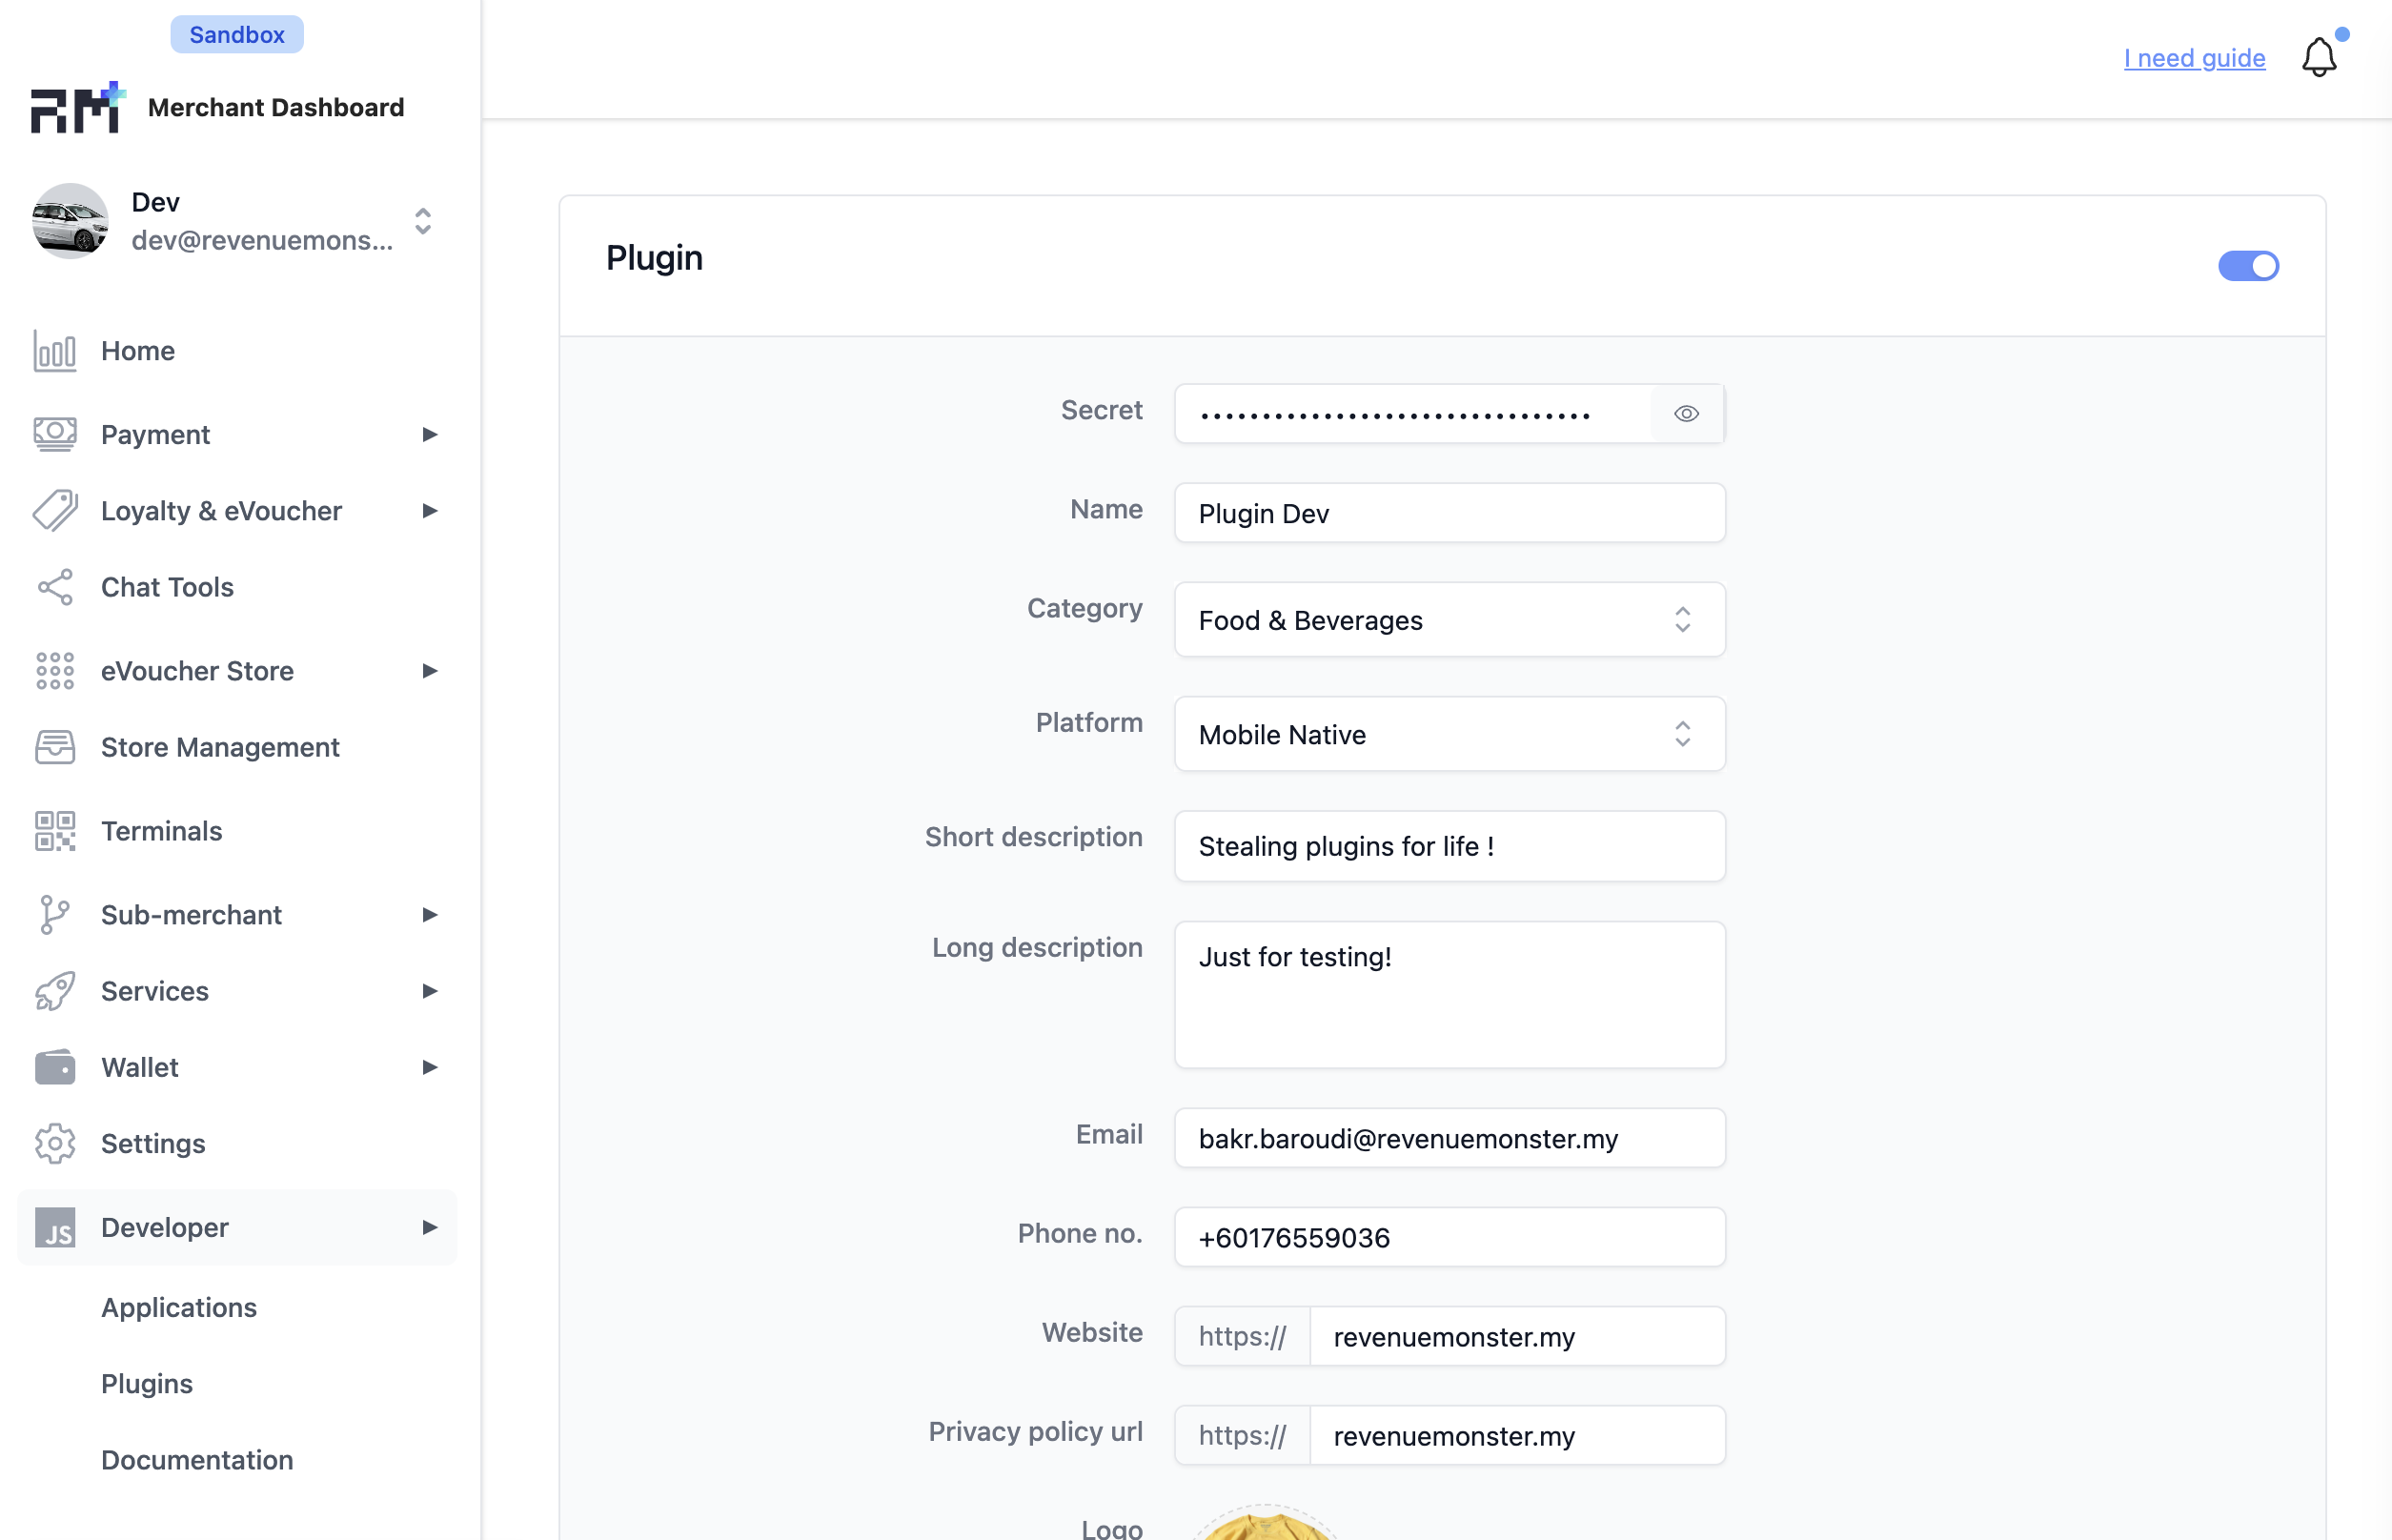 Sandbox
RM Merchant Dashboard
I need guide
Dev
dev@revenuemons...
Home
Payment
Loyalty & eVoucher
Chat Tools
eVoucher Store
Store Management
Terminals
Sub-merchant
Services
Wallet
Settings
JS Developer
Applications
Plugins
Documentation
Plugin
Secret
Name Plugin Dev
Category Food & Beverages
Platform Mobile Native
Short description Stealing plugins for life !
Long description Just for testing!
Email bakr.baroudi@revenuemonster.my
Phone no. +60176559036
Website https:// revenuemonster.my
Privacy policy url https:// revenuemonster.my
Logo